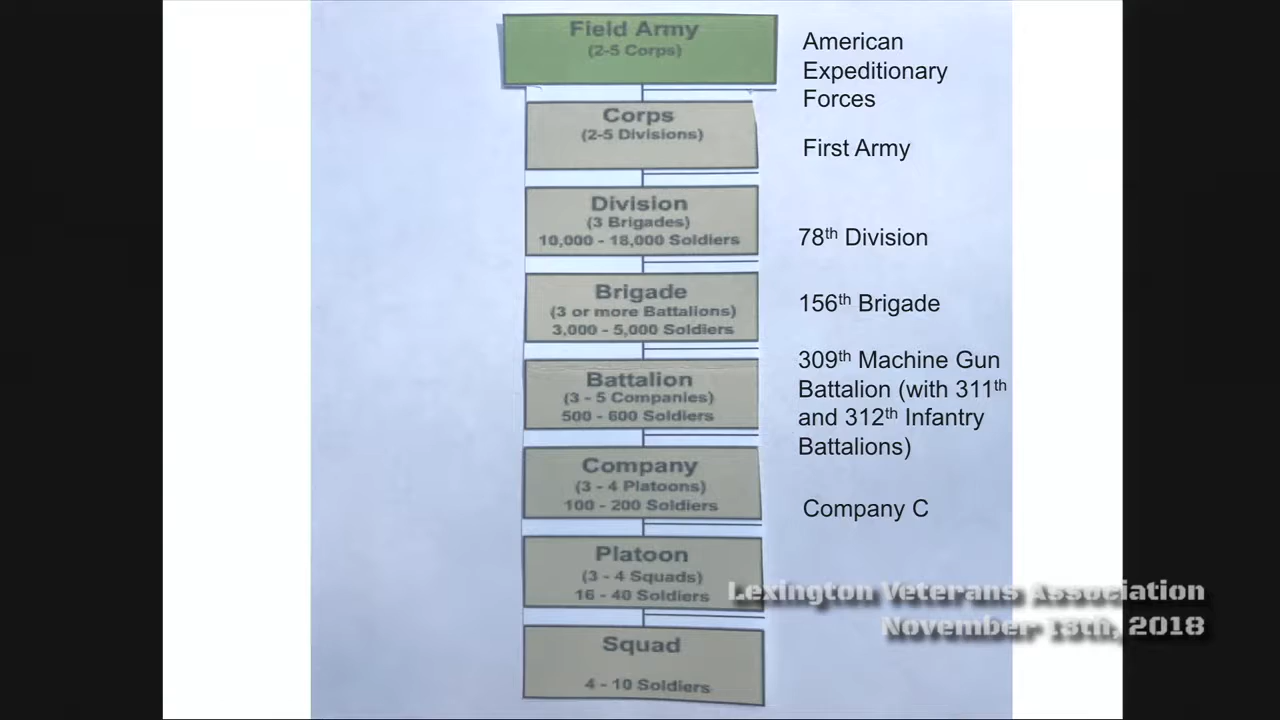 Field Army
(2-5 Corps)
American
Expeditionary
Forces
Corps
(2-5 Divisions)
First Army
Division
(3 Brigades)
10,000 - 18,000 Soldiers
78th Division
Brigade
(3 or more Battalions)
3,000 - 5,000 Soldiers
156th Brigade
Battalion
(3 - 5 Companies)
500 - 600 Soldiers
309th Machine Gun
Battalion (with 311th
and 312th Infantry
Battalions)
Company
(3 - 4 Platoons)
100 - 200 Soldiers
Company C
Platoon
(3 - 4 Squads)
16 - 40 Soldiers
Squad
4 - 10 Soldiers
Lexington Veterans Association
November 2018